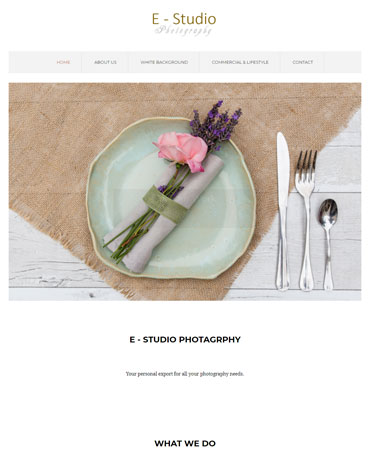 E - Studio
Photography
HOME ABOUT US WHITE BACKGROUND COMMERCIAL & LIFESTYLE CONTACT
E - STUDIO PHOTAGRPHY
Your personal expert for all your photography needs.
WHAT WE DO